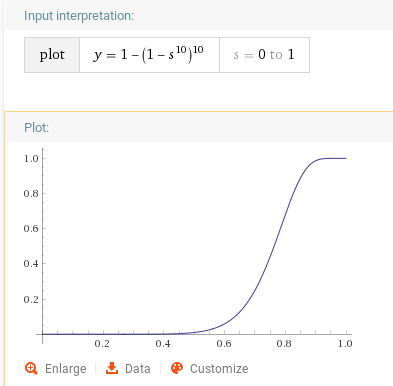 Input interpretation:
plot y = 1 − (1 − s¹⁰)¹⁰ s = 0 to 1
Plot:
1.0
0.8
0.6
0.4
0.2
0.2 0.4 0.6 0.8 1.0
Enlarge Data Customize